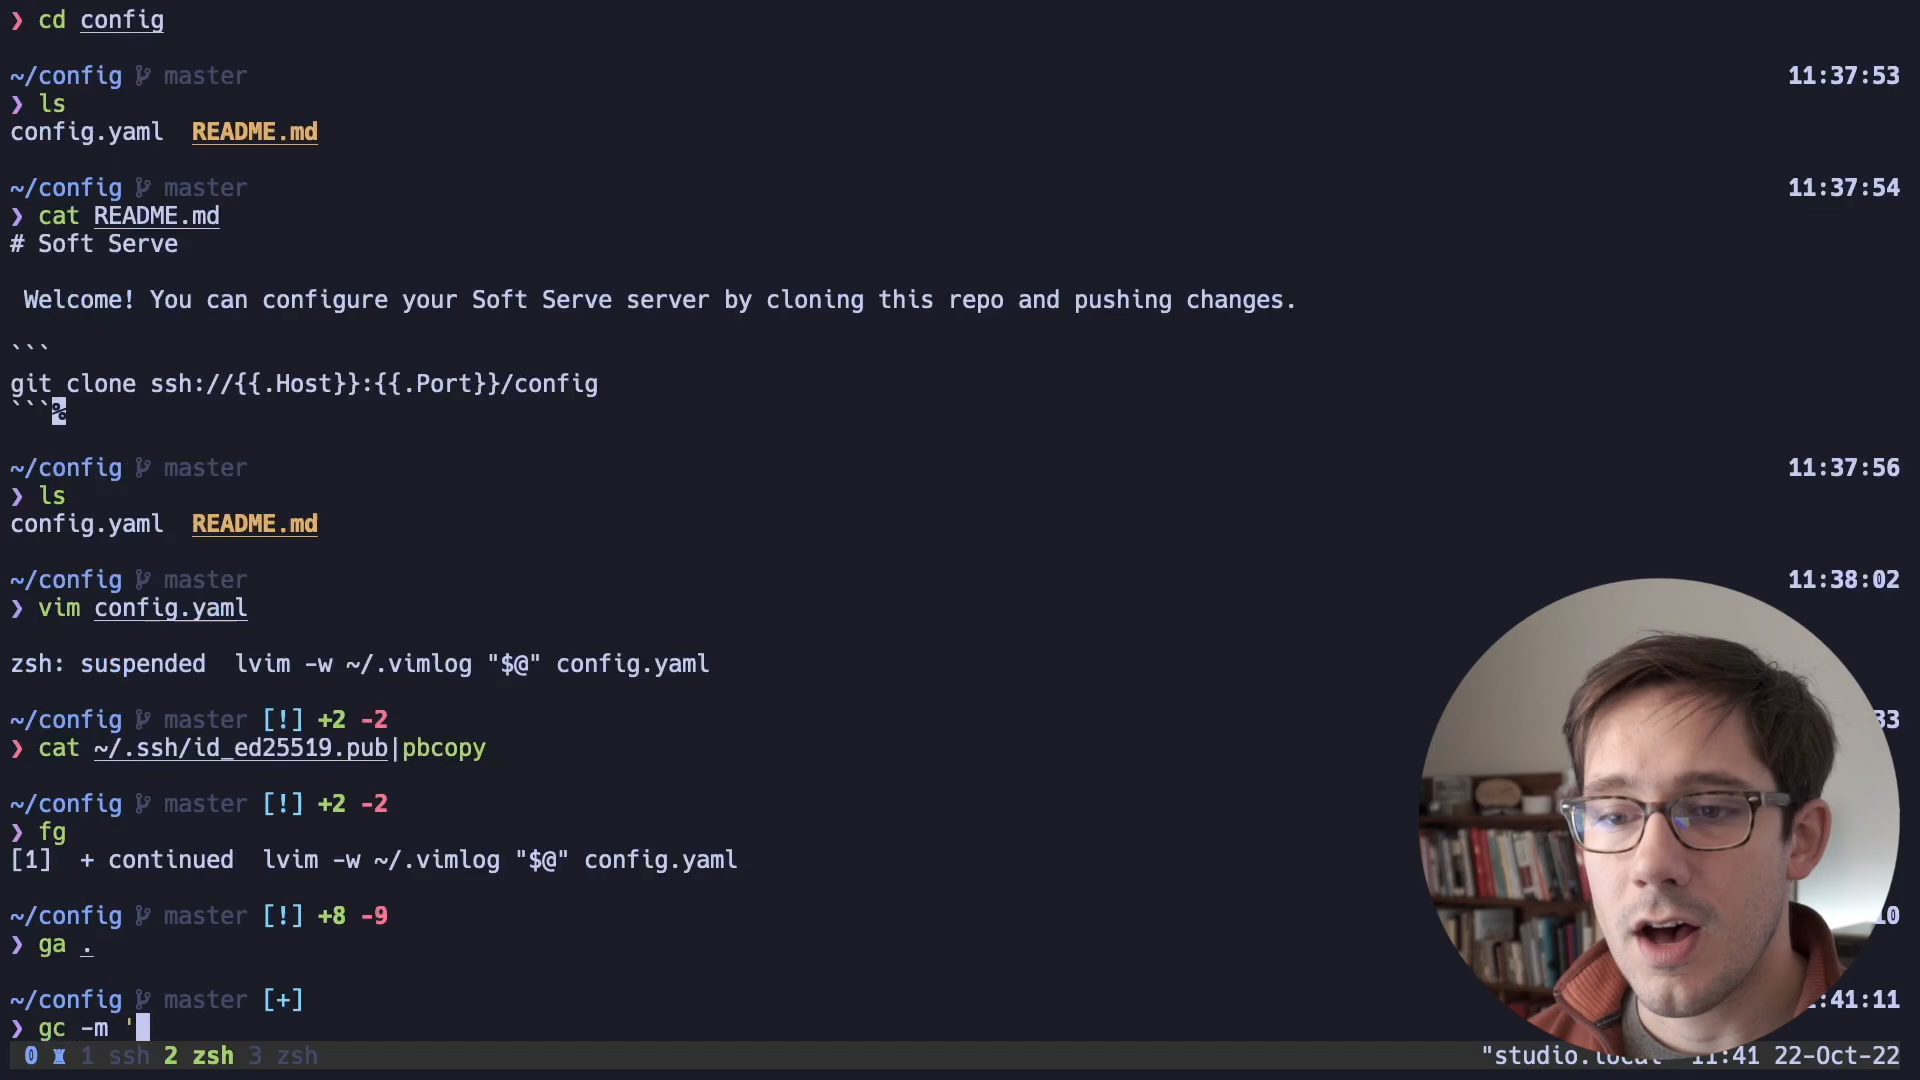 ❯ cd config
~/config master 11:37:53
❯ ls
config.yaml README.md
~/config master 11:37:54
❯ cat README.md
# Soft Serve
Welcome! You can configure your Soft Serve server by cloning this repo and pushing changes.
```
git clone ssh://{{.Host}}:{{.Port}}/config
```%
~/config master 11:37:56
❯ ls
config.yaml README.md
~/config master 11:38:02
❯ vim config.yaml
zsh: suspended lvim -w ~/.vimlog "$@" config.yaml
~/config master [!] +2 -2 33
❯ cat ~/.ssh/id_ed25519.pub|pbcopy
~/config master [!] +2 -2
❯ fg
[1] + continued lvim -w ~/.vimlog "$@" config.yaml
~/config master [!] +8 -9 10
❯ ga .
~/config master [+] :41:11
❯ gc -m '
0 1 ssh 2 zsh 3 zsh "studio.local 11:41 22-Oct-22